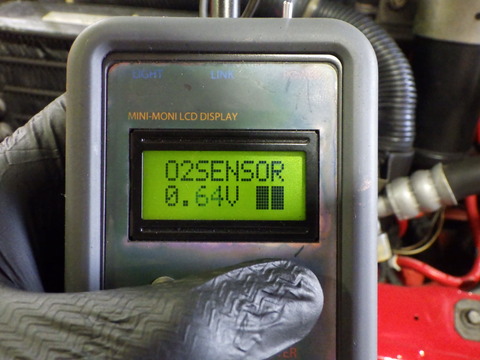 LIGHT LINK
MINI-MONI LCD DISPLAY
O2SENSOR
0.64V